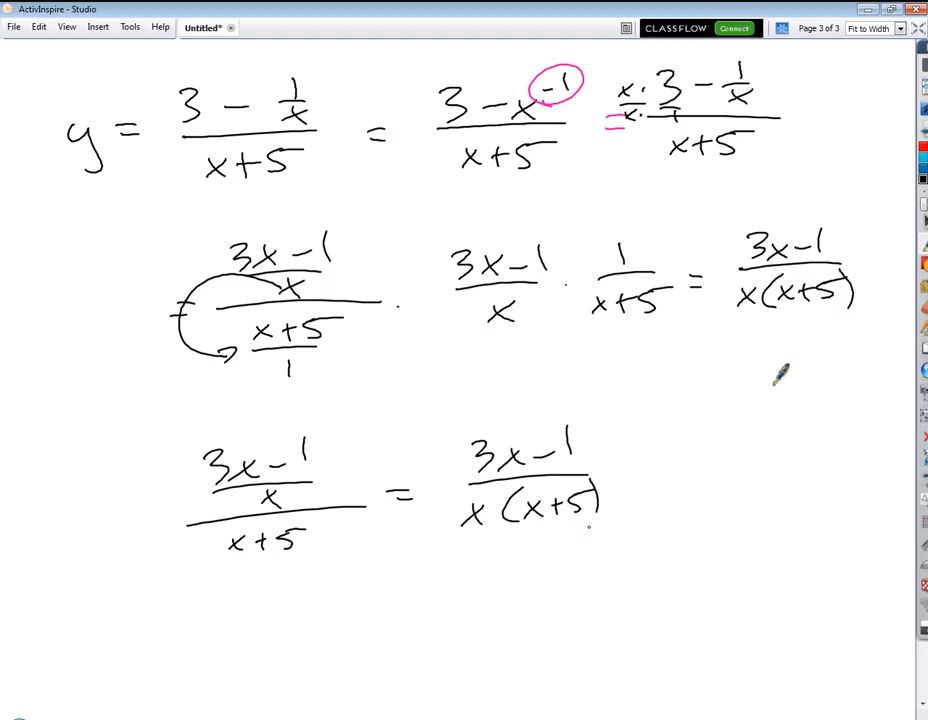 ActivInspire - Studio
File Edit View Insert Tools Help Untitled* CLASSFLOW Connect Page 3 of 3 Fit to Width
y = (3 - 1/x)/(x+5) = (3 - x^-1)/(x+5) = (x·3/(x·1) - 1/x)/(x+5)
= ((3x-1)/x)/((x+5)/1) · (3x-1)/x · 1/(x+5) = (3x-1)/(x(x+5))
((3x-1)/x)/(x+5) = (3x-1)/(x(x+5))